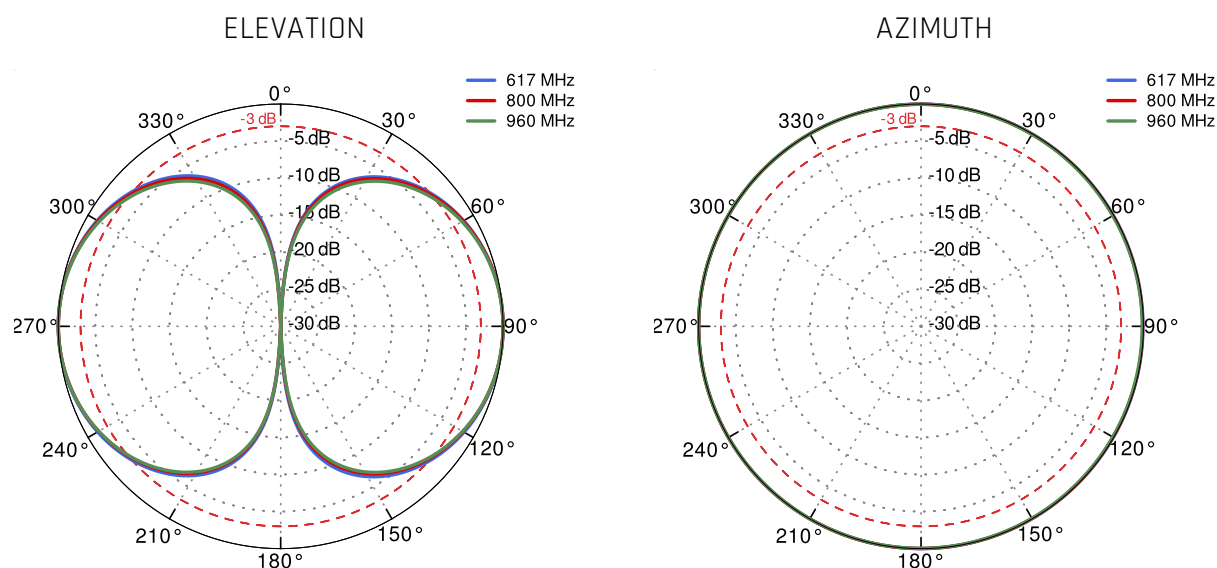 ELEVATION
617 MHz
800 MHz
960 MHz
0°
-3 dB
330°
30°
-5 dB
-10 dB
300°
60°
-15 dB
-20 dB
-25 dB
270°
-30 dB
90°
240°
120°
210°
150°
180°
AZIMUTH
617 MHz
800 MHz
960 MHz
0°
-3 dB
330°
30°
-5 dB
-10 dB
300°
60°
-15 dB
-20 dB
-25 dB
270°
-30 dB
90°
240°
120°
210°
150°
180°